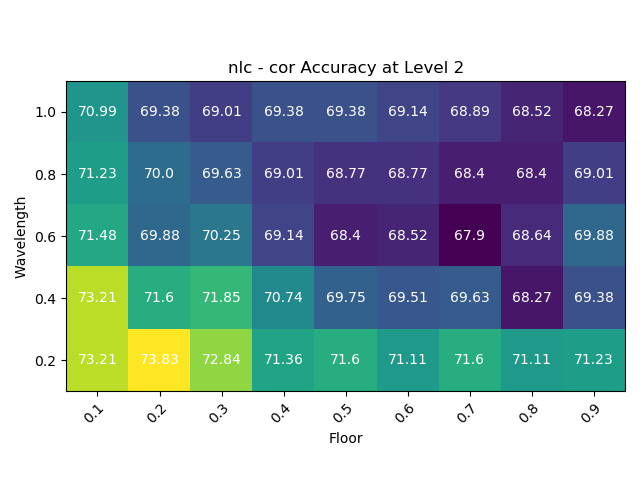 nlc - cor Accuracy at Level 2
Wavelength
1.0 70.99 69.38 69.01 69.38 69.38 69.14 68.89 68.52 68.27
0.8 71.23 70.0 69.63 69.01 68.77 68.77 68.4 68.4 69.01
0.6 71.48 69.88 70.25 69.14 68.4 68.52 67.9 68.64 69.88
0.4 73.21 71.6 71.85 70.74 69.75 69.51 69.63 68.27 69.38
0.2 73.21 73.83 72.84 71.36 71.6 71.11 71.6 71.11 71.23
0.1 0.2 0.3 0.4 0.5 0.6 0.7 0.8 0.9
Floor